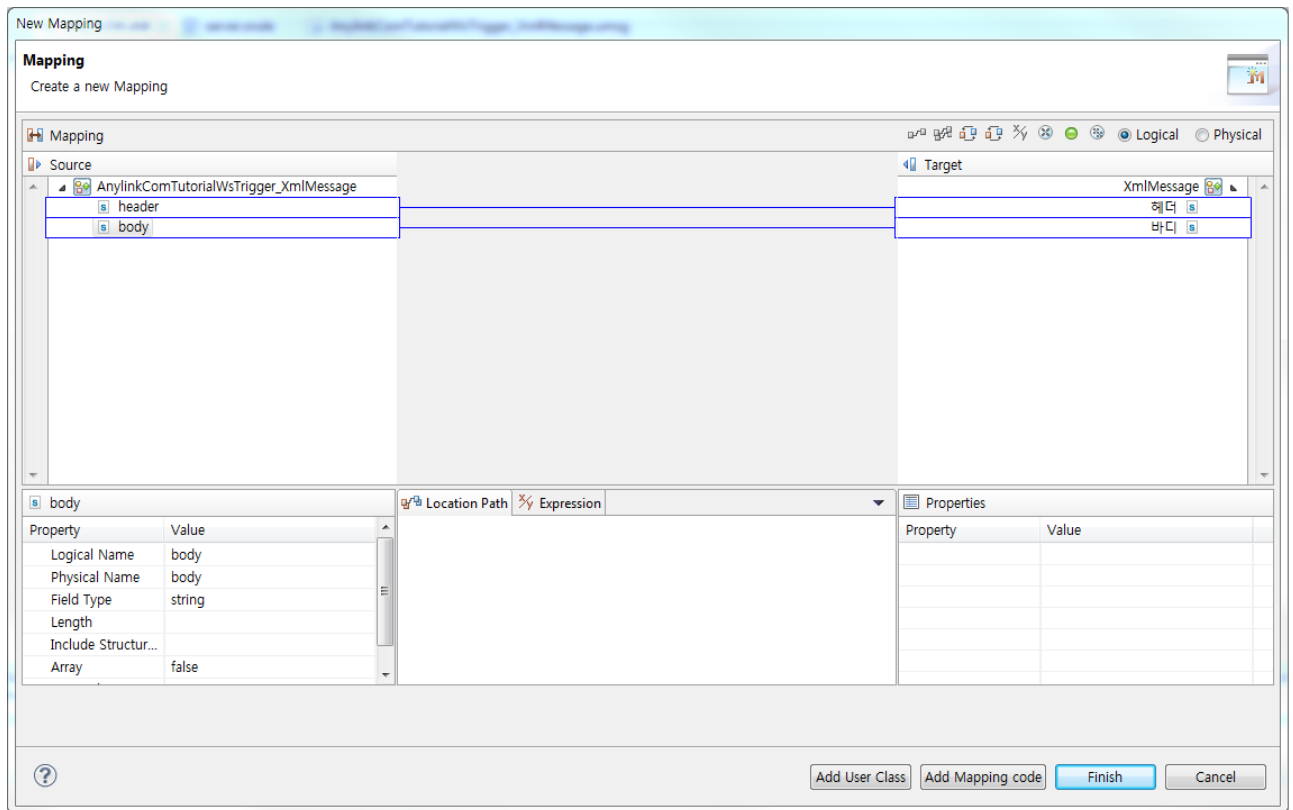 New Mapping
Mapping
Create a new Mapping
Mapping
Logical
Physical
Source
Target
AnylinkComTutorialWsTrigger_XmlMessage
XmlMessage
header
헤더
body
바디
body
Location Path
Expression
Properties
Property Value
Property Value
Logical Name body
Physical Name body
Field Type string
Length
Include Structur...
Array false
Add User Class
Add Mapping code
Finish
Cancel